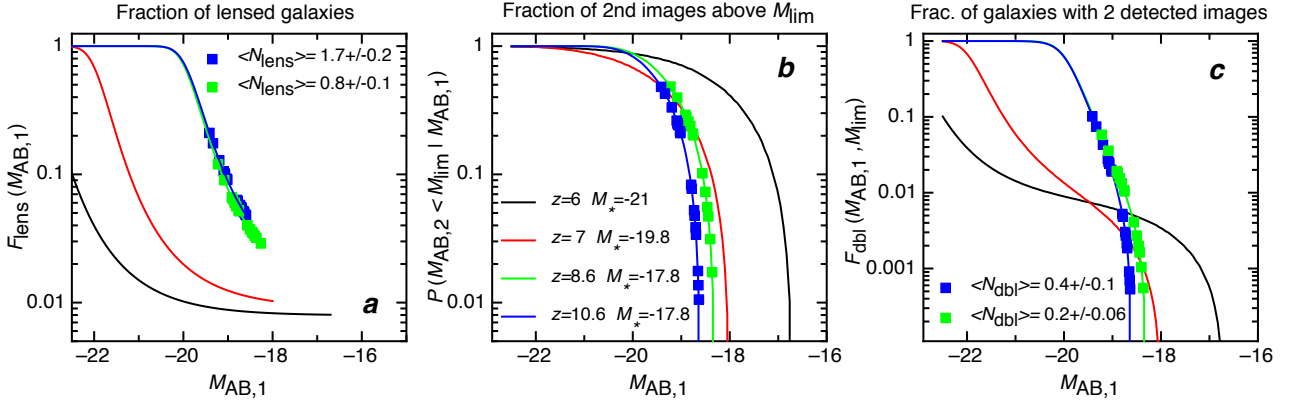 Fraction of lensed galaxies
F_lens (M_AB,1)
1
0.1
0.01
<N_lens>= 1.7+/-0.2
<N_lens>= 0.8+/-0.1
a
−22 −20 −18 −16
M_AB,1
Fraction of 2nd images above M_lim
P (M_AB,2 < M_lim | M_AB,1)
1
0.1
0.01
b
z=6 M_*=-21
z=7 M_*=-19.8
z=8.6 M_*=-17.8
z=10.6 M_*=-17.8
−22 −20 −18 −16
M_AB,1
Frac. of galaxies with 2 detected images
F_dbl (M_AB,1 , M_lim)
1
0.1
0.01
0.001
c
<N_dbl>= 0.4+/-0.1
<N_dbl>= 0.2+/-0.06
−22 −20 −18 −16
M_AB,1